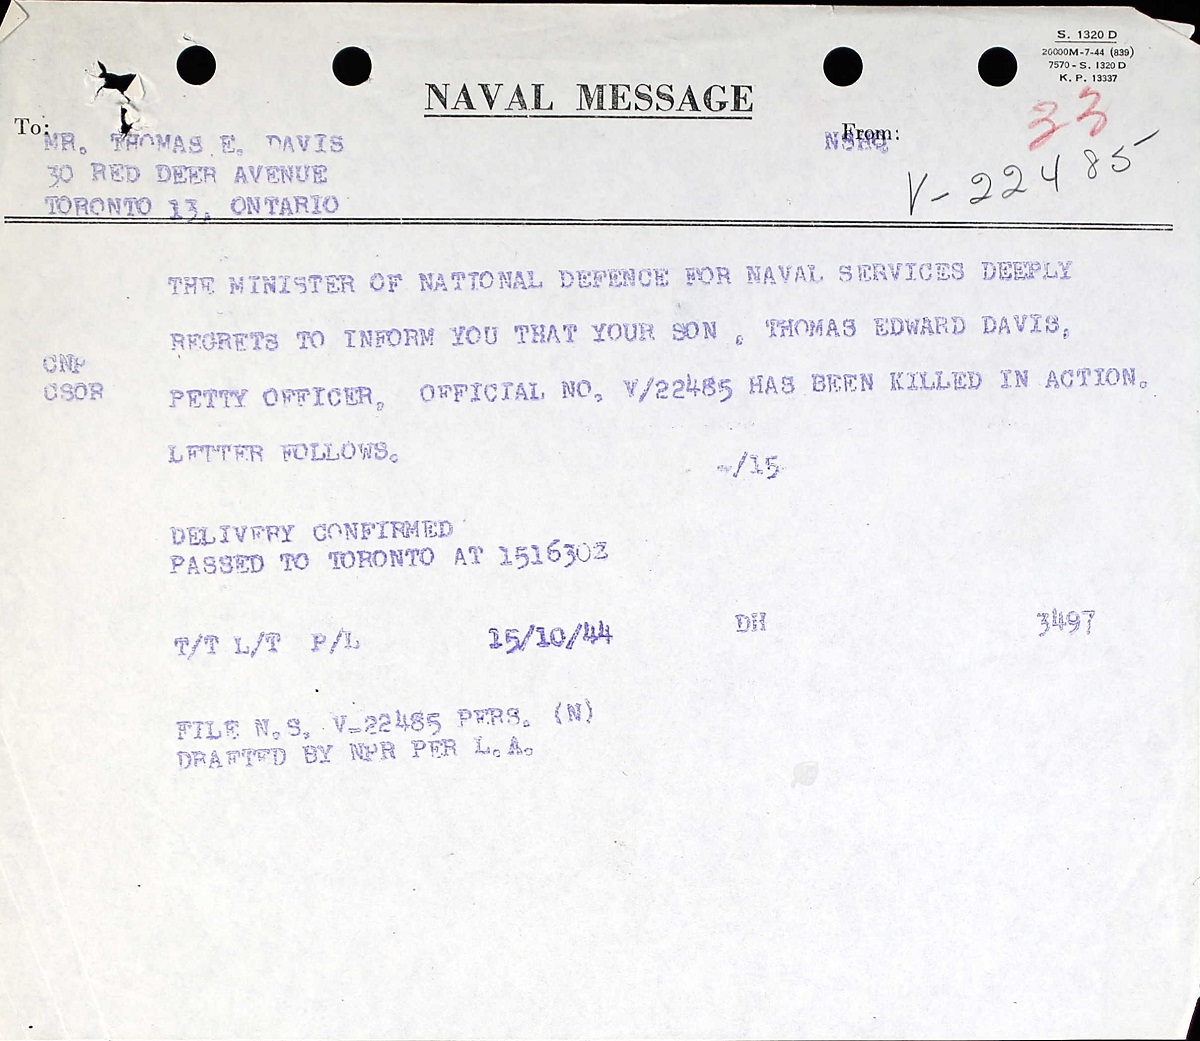 S. 1320 D
20000M-7-44 (839)
7570 - S. 1320 D
K. P. 13337
NAVAL MESSAGE
33
To:
From:
MR. THOMAS E. DAVIS
NSHQ
30 RED DEER AVENUE
V-22485
TORONTO 13, ONTARIO
THE MINISTER OF NATIONAL DEFENCE FOR NAVAL SERVICES DEEPLY
REGRETS TO INFORM YOU THAT YOUR SON , THOMAS EDWARD DAVIS,
CNP
CSOR
PETTY OFFICER, OFFICIAL NO. V/22485 HAS BEEN KILLED IN ACTION.
LETTER FOLLOWS.
-/15
DELIVERY CONFIRMED
PASSED TO TORONTO AT 151630Z
T/T L/T P/L 15/10/44 DH 3497
FILE N.S. V-22485 PERS. (N)
DRAFTED BY NPR PER L.A.